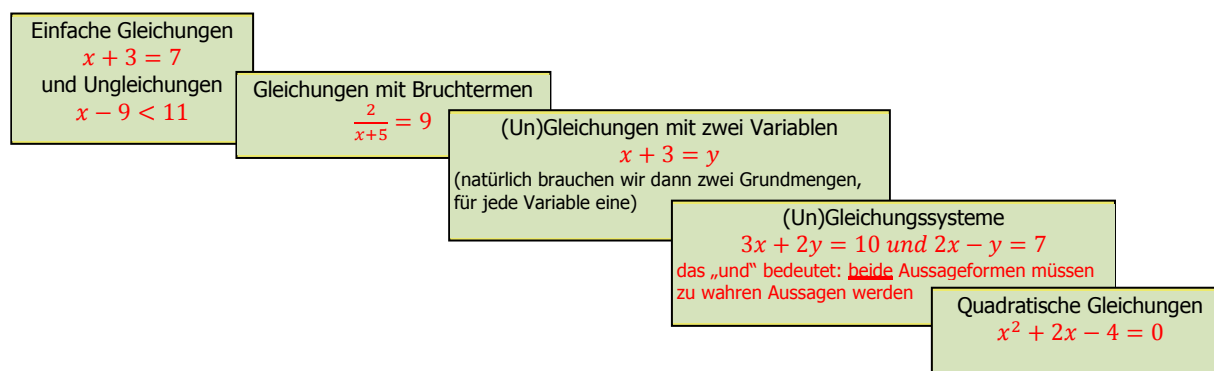 Einfache Gleichungen
x + 3 = 7
und Ungleichungen
x − 9 < 11
Gleichungen mit Bruchtermen
2/(x+5) = 9
(Un)Gleichungen mit zwei Variablen
x + 3 = y
(natürlich brauchen wir dann zwei Grundmengen,
für jede Variable eine)
(Un)Gleichungssysteme
3x + 2y = 10 und 2x − y = 7
das „und“ bedeutet: beide Aussageformen müssen
zu wahren Aussagen werden
Quadratische Gleichungen
x² + 2x − 4 = 0